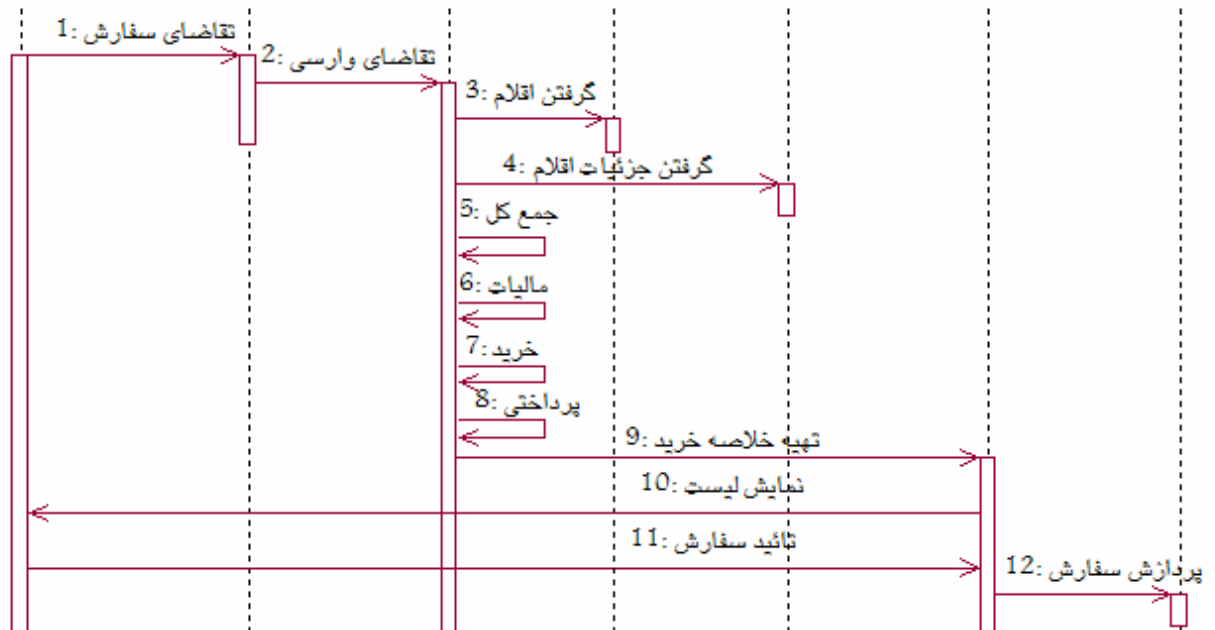 1: تقاضای سفارش
2: تقاضای وارسی
3: گرفتن اقلام
4: گرفتن جزئیات اقلام
5: جمع کل
6: مالیات
7: خرید
8: پرداختی
9: تهیه خلاصه خرید
10: نمایش لیست
11: تائید سفارش
12: پردازش سفارش